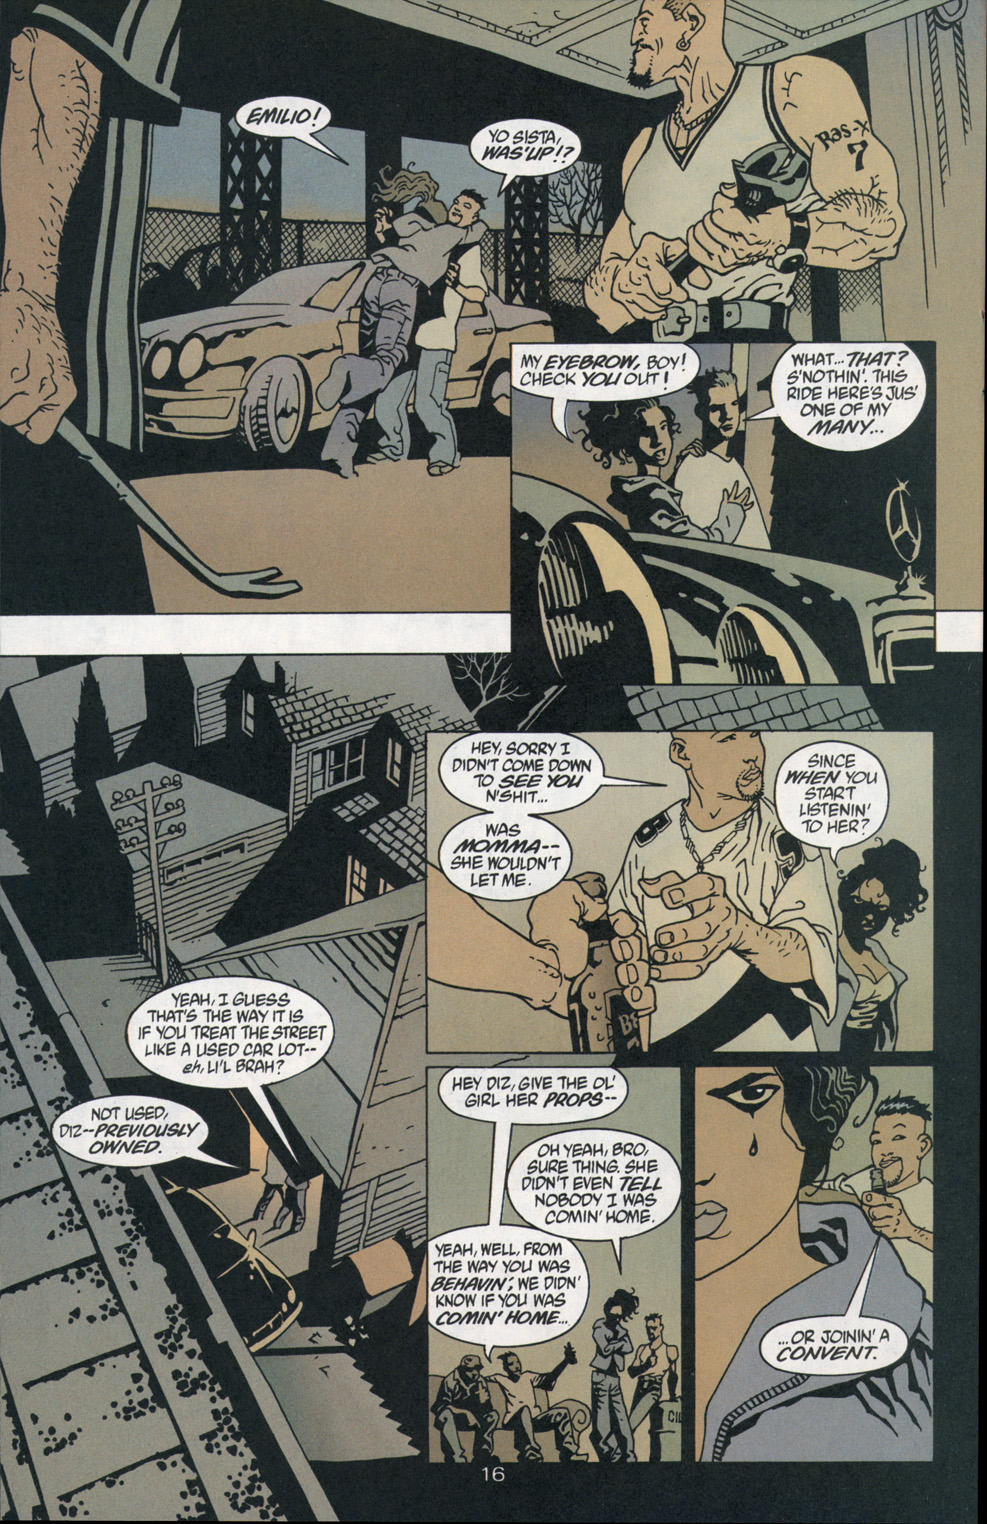 EMILIO!
YO SISTA,
WAS'UP!?
Ras-X
7
MY EYEBROW, BOY!
CHECK YOU OUT!
WHAT... THAT?
S'NOTHIN'. THIS
RIDE HERE'S JUS'
ONE OF MY
MANY...
HEY, SORRY I
DIDN'T COME DOWN
TO SEE YOU
N'SHIT...
WAS
MOMMA--
SHE WOULDN'T
LET ME.
SINCE
WHEN YOU
START
LISTENIN'
TO HER?
YEAH, I GUESS
THAT'S THE WAY IT IS
IF YOU TREAT THE STREET
LIKE A USED CAR LOT--
eh, LI'L BRAH?
NOT USED,
DIZ--PREVIOUSLY
OWNED.
HEY DIZ, GIVE THE OL'
GIRL HER PROPS--
OH YEAH, BRO,
SURE THING. SHE
DIDN'T EVEN TELL
NOBODY I WAS
COMIN' HOME.
YEAH, WELL, FROM
THE WAY YOU WAS
BEHAVIN', WE DIDN'
KNOW IF YOU WAS
COMIN' HOME...
...OR JOININ' A
CONVENT.
16